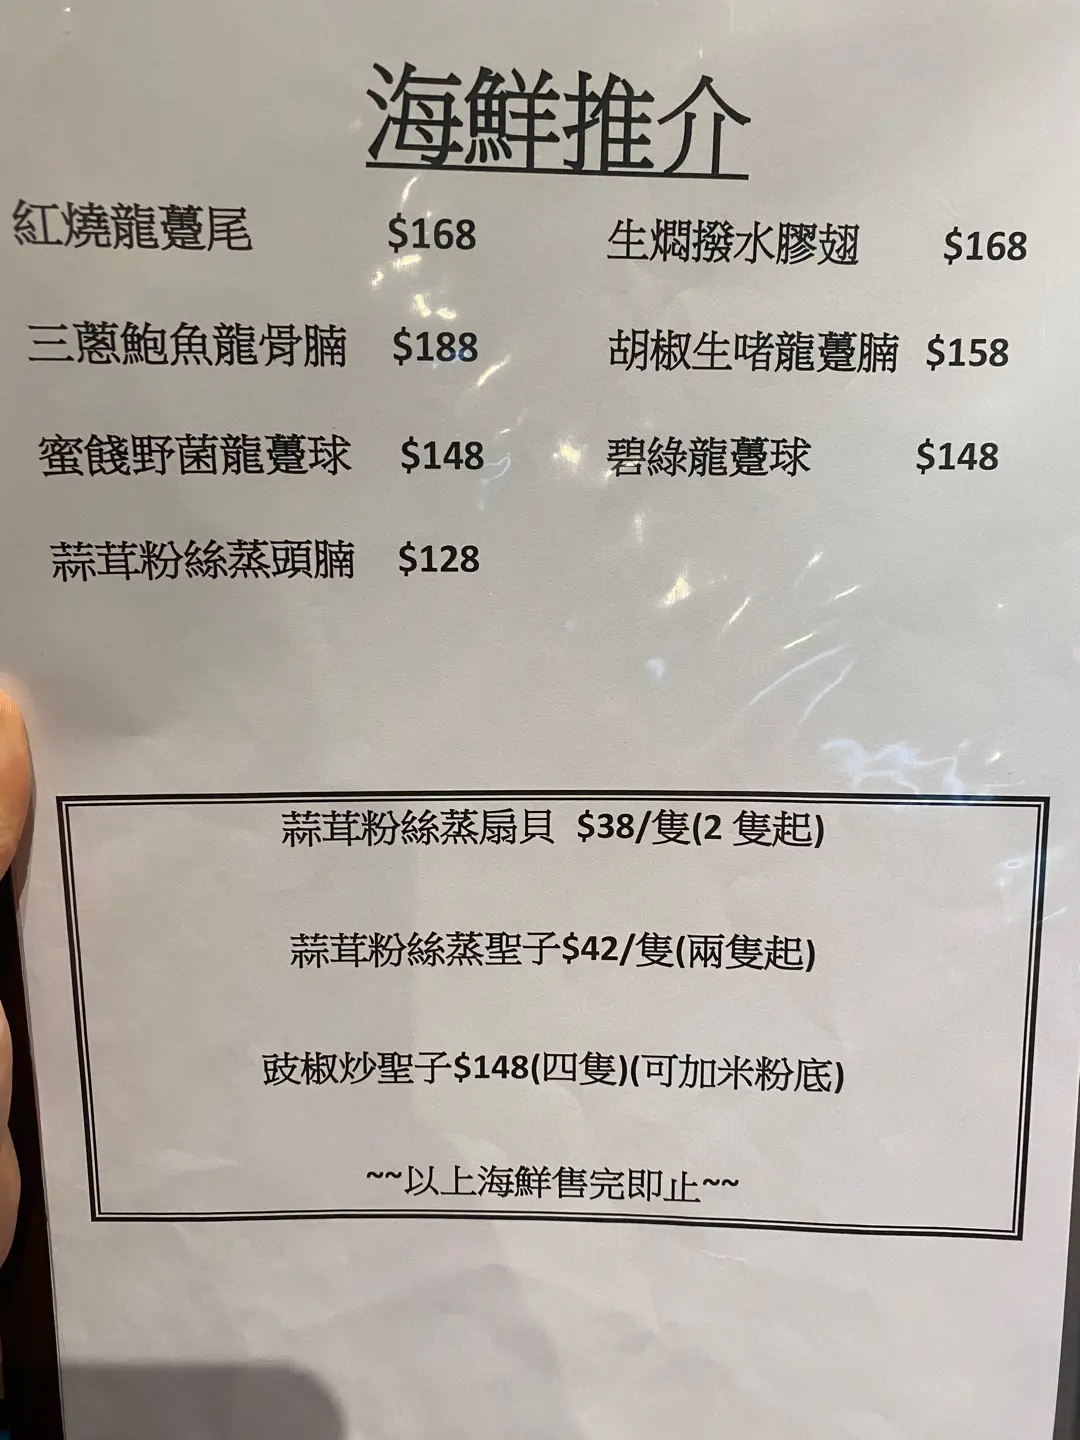 海鮮推介
紅燒龍躉尾 $168 生燜撥水膠翅 $168
三蔥鮑魚龍骨腩 $188 胡椒生啫龍躉腩 $158
蜜餞野菌龍躉球 $148 碧綠龍躉球 $148
蒜茸粉絲蒸頭腩 $128
蒜茸粉絲蒸扇貝 $38/隻(2 隻起)
蒜茸粉絲蒸聖子$42/隻(兩隻起)
豉椒炒聖子$148(四隻)(可加米粉底)
~~以上海鮮售完即止~~